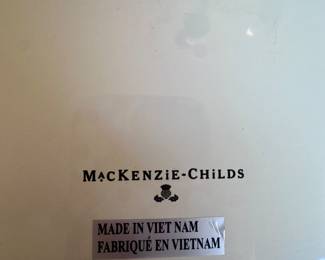 MACKENZiE-CHiLDS
MADE IN VIET NAM
FABRIQUÉ EN VIETNAM